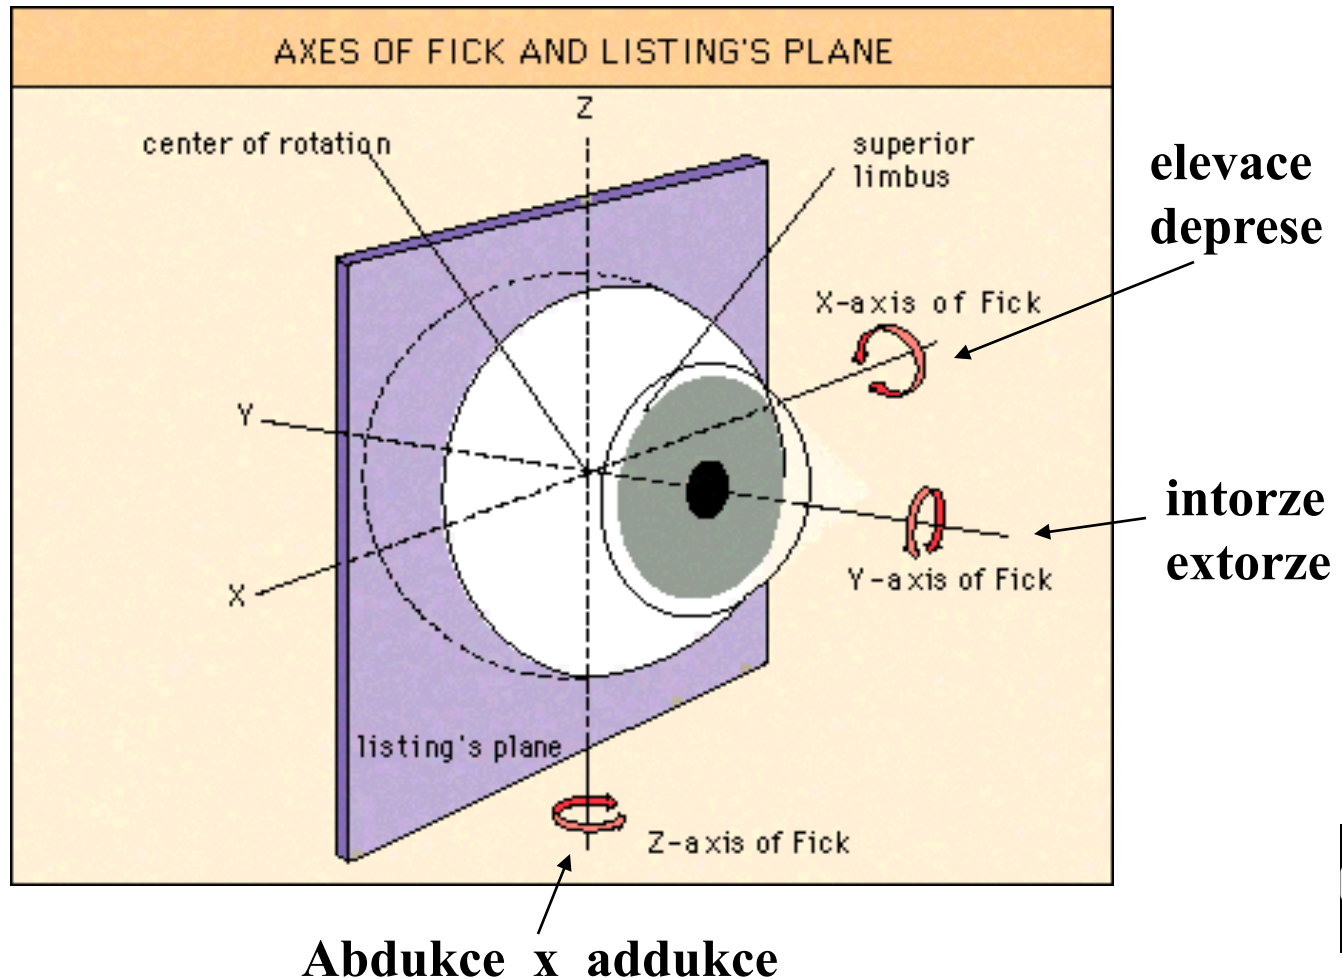 AXES OF FICK AND LISTING'S PLANE
Z
center of rotation
superior
limbus
elevace
deprese
X-axis of Fick
Y
intorze
extorze
Y-axis of Fick
X
listing's plane
Z-axis of Fick
Abdukce x addukce